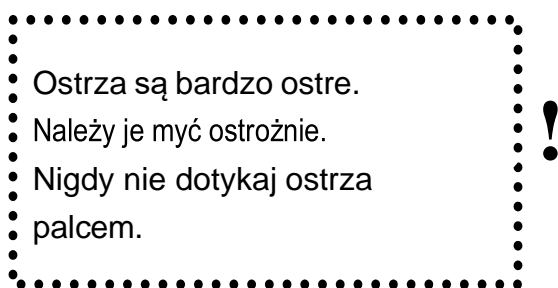 Ostrza są bardzo ostre.
Należy je myć ostrożnie.
Nigdy nie dotykaj ostrza
palcem.
!